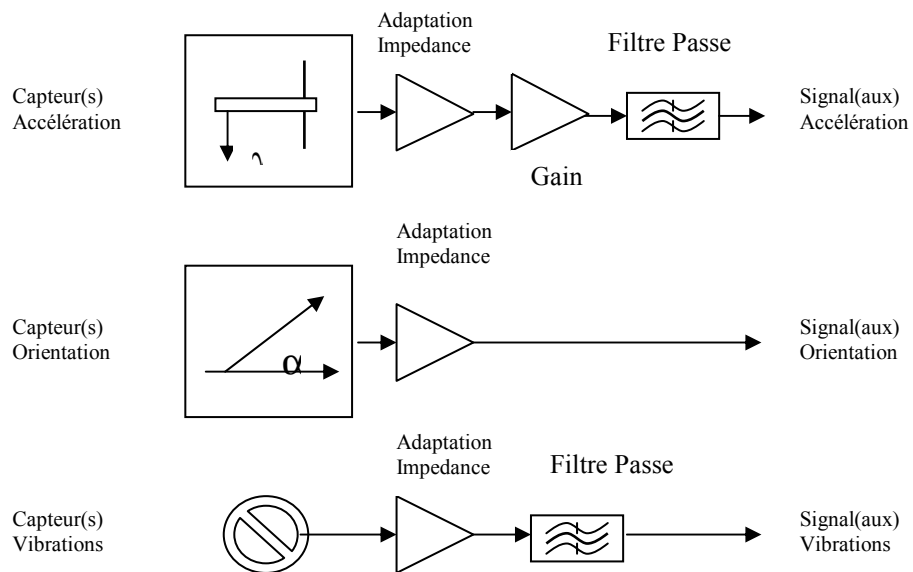 Adaptation
Impedance
Filtre Passe
Capteur(s)
Accélération
Signal(aux)
Accélération
Gain
Adaptation
Impedance
Capteur(s)
Orientation
α
Signal(aux)
Orientation
Adaptation
Impedance
Filtre Passe
Capteur(s)
Vibrations
Signal(aux)
Vibrations